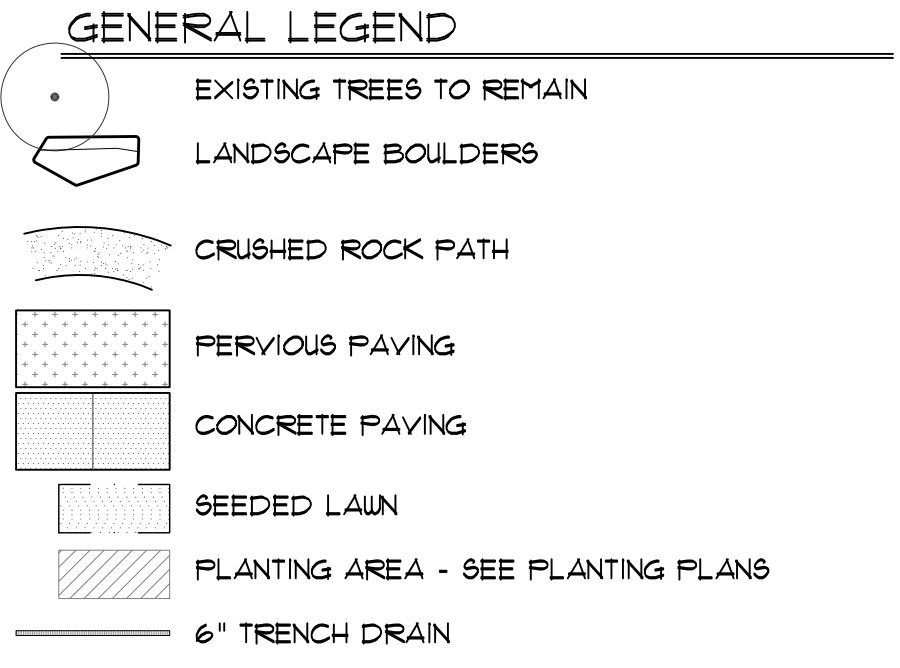 GENERAL LEGEND
EXISTING TREES TO REMAIN
LANDSCAPE BOULDERS
CRUSHED ROCK PATH
PERVIOUS PAVING
CONCRETE PAVING
SEEDED LAWN
PLANTING AREA - SEE PLANTING PLANS
6" TRENCH DRAIN